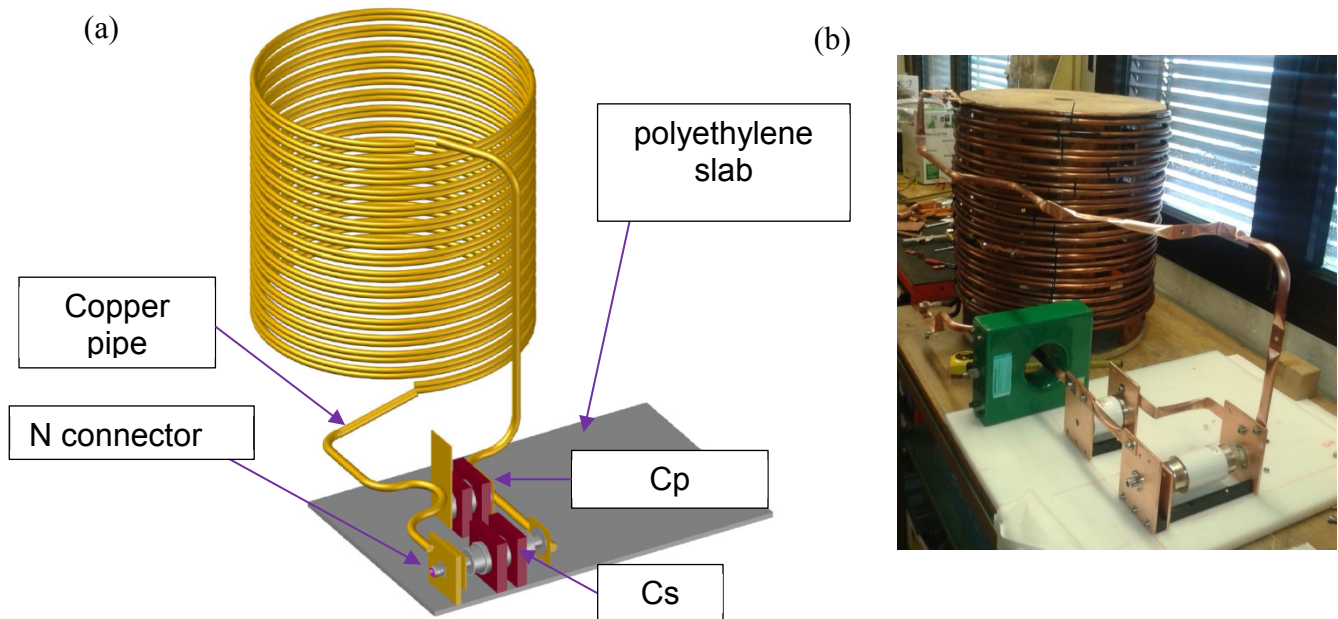 (a)
(b)
polyethylene
slab
Copper
pipe
N connector
Cp
Cs